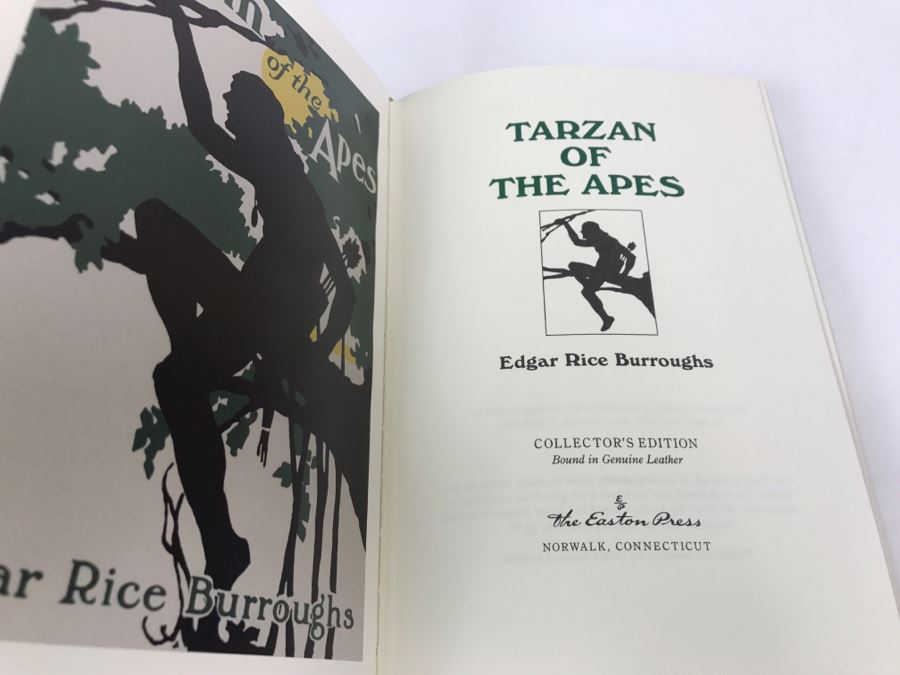 of the
Apes
ar Rice Burroughs
TARZAN
OF
THE APES
Edgar Rice Burroughs
COLLECTOR'S EDITION
Bound in Genuine Leather
The Easton Press
NORWALK, CONNECTICUT